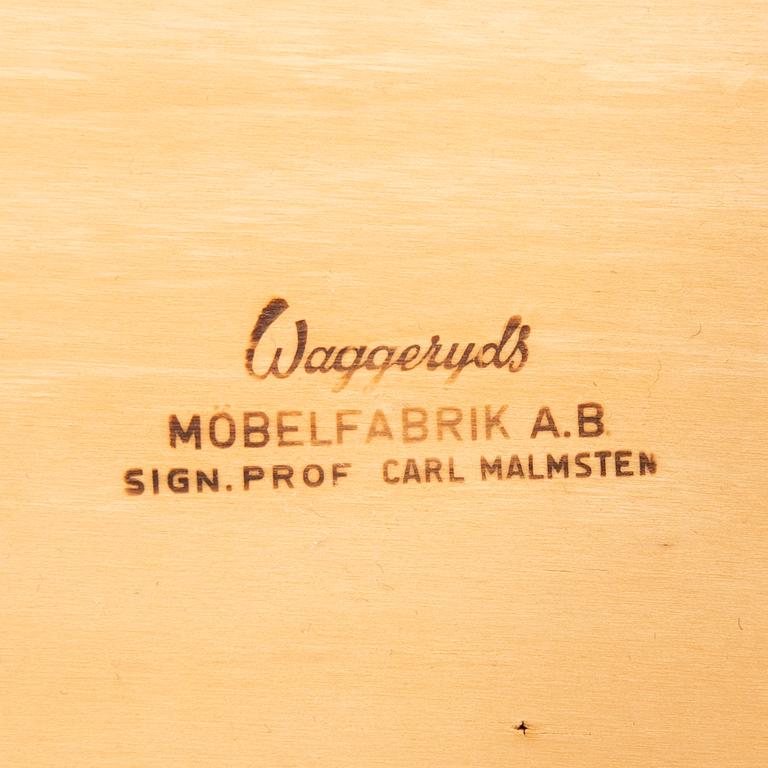 Waggeryds
MÖBELFABRIK A.B.
SIGN. PROF CARL MALMSTEN